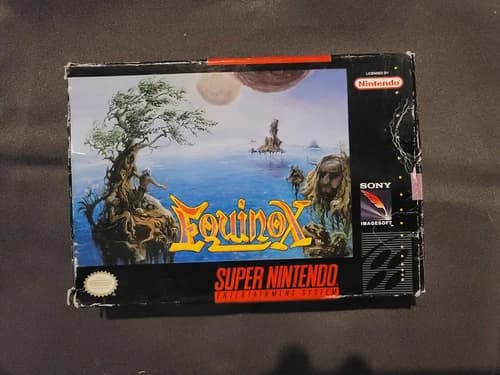 LICENSED BY
Nintendo
SONY
IMAGESOFT
EQUINOX
SUPER NINTENDO
ENTERTAINMENT SYSTEM